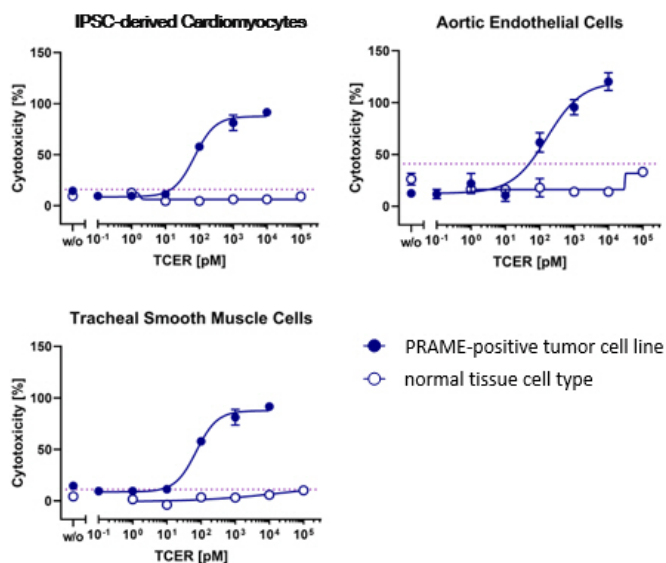 IPSC-derived Cardiomyocytes
Cytotoxicity [%]
150
100
50
0
w/o 10⁻¹ 10⁰ 10¹ 10² 10³ 10⁴ 10⁵
TCER [pM]
Aortic Endothelial Cells
Cytotoxicity [%]
150
100
50
0
w/o 10⁻¹ 10⁰ 10¹ 10² 10³ 10⁴ 10⁵
TCER [pM]
Tracheal Smooth Muscle Cells
Cytotoxicity [%]
150
100
50
0
w/o 10⁻¹ 10⁰ 10¹ 10² 10³ 10⁴ 10⁵
TCER [pM]
PRAME-positive tumor cell line
normal tissue cell type